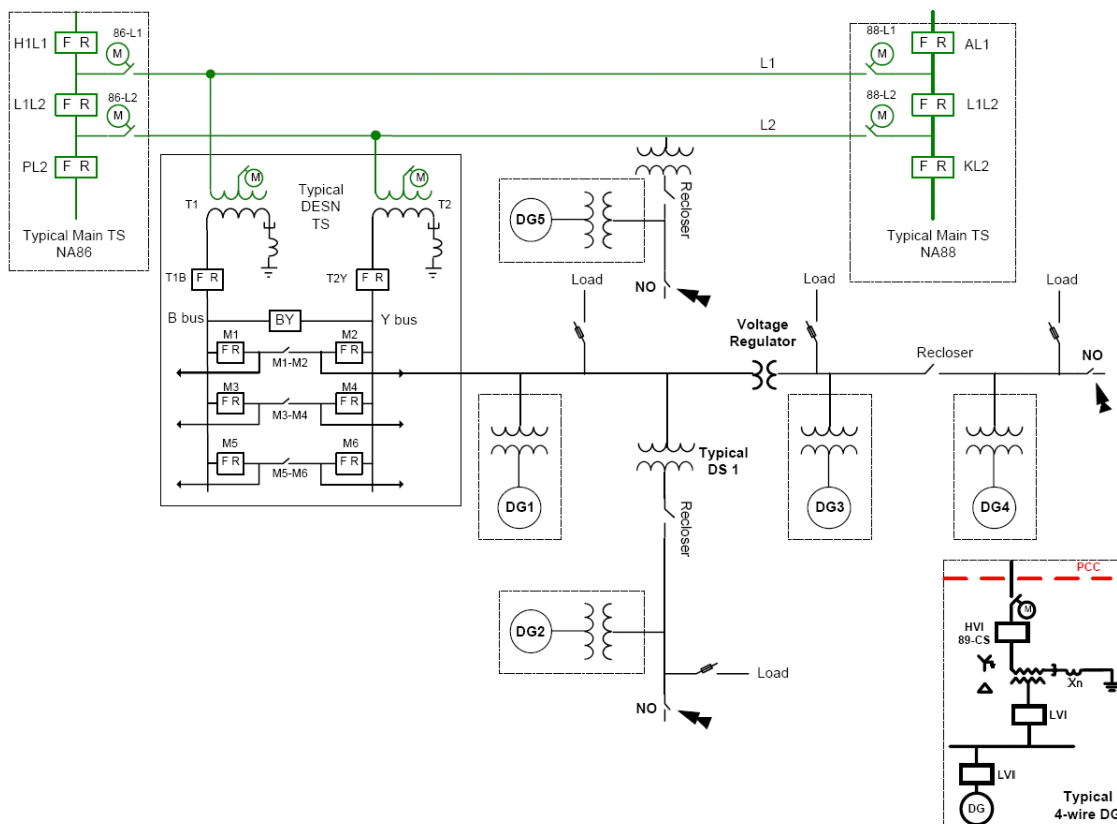 86-L1
H1L1
F R
M
86-L2
L1L2
F R
M
PL2
F R
Typical Main TS
NA86
L1
L2
88-L1
M
F R
AL1
88-L2
M
F R
L1L2
F R
KL2
Typical Main TS
NA88
M
M
Typical
DESN
TS
T1
T2
T1B
F R
T2Y
F R
B bus
BY
Y bus
M1
F R
M1-M2
M2
F R
M3
F R
M3-M4
M4
F R
M5
F R
M5-M6
M6
F R
DG5
Recloser
NO
Load
Voltage
Regulator
Load
Recloser
Load
NO
DG1
Typical
DS 1
Recloser
DG3
DG4
DG2
Load
NO
PCC
M
HVI
89-CS
Xn
LVI
LVI
DG
Typical
4-wire DG